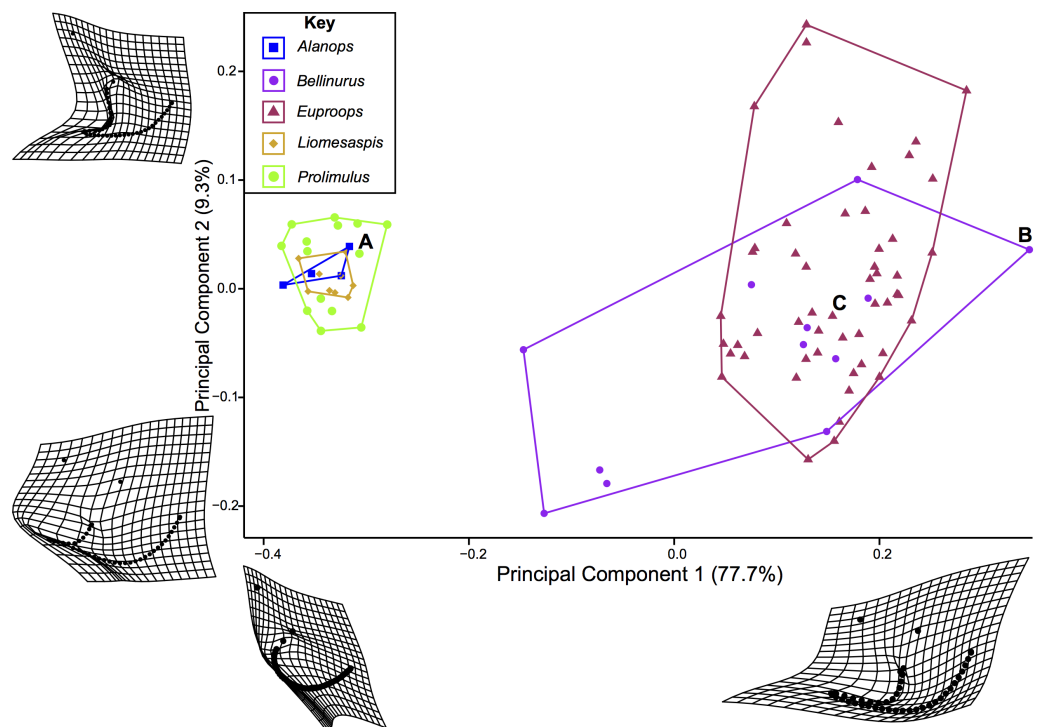 Key
Alanops
Bellinurus
Euproops
Liomesaspis
Prolimulus
0.2
0.1
0.0
−0.1
−0.2
Principal Component 2 (9.3%)
A
B
C
−0.4
−0.2
0.0
0.2
Principal Component 1 (77.7%)